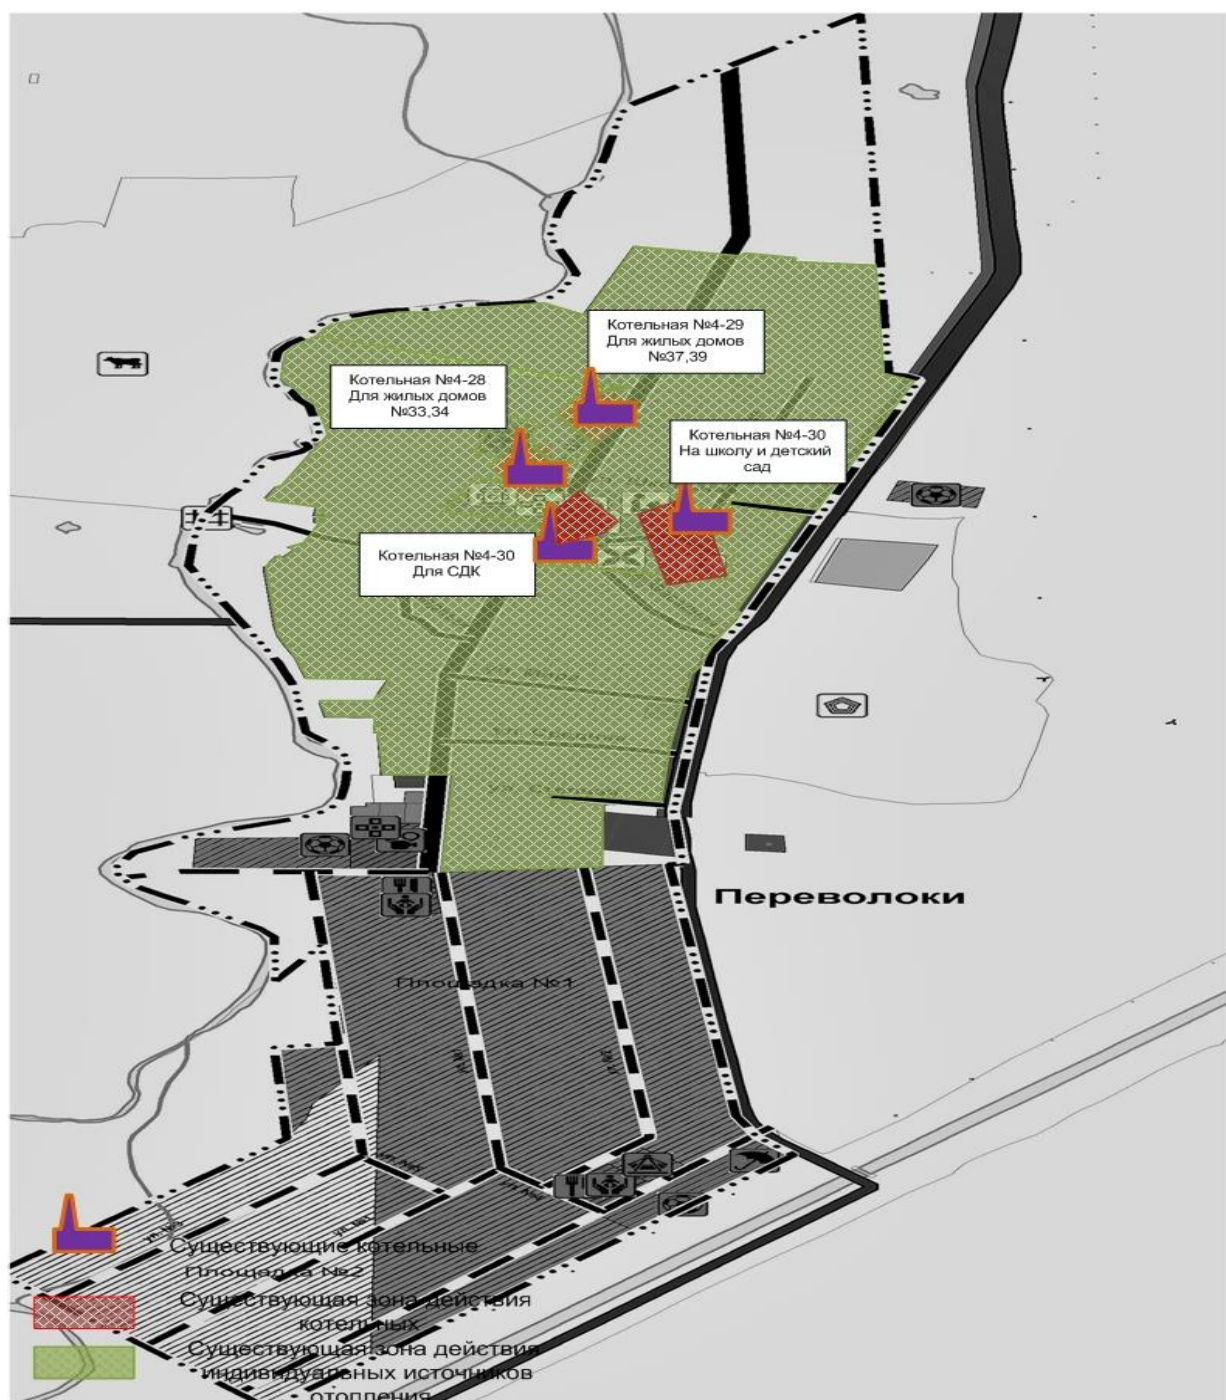 Котельная №4-29
Для жилых домов
№37,39
Котельная №4-28
Для жилых домов
№33,34
Котельная №4-30
На школу и детский
сад
Котельная №4-30
Для СДК
Переволоки
Площадка №1
Существующие котельные
Площадка №2
Существующая зона действия
котельных
Существующая зона действия
индивидуальных источников
отопления